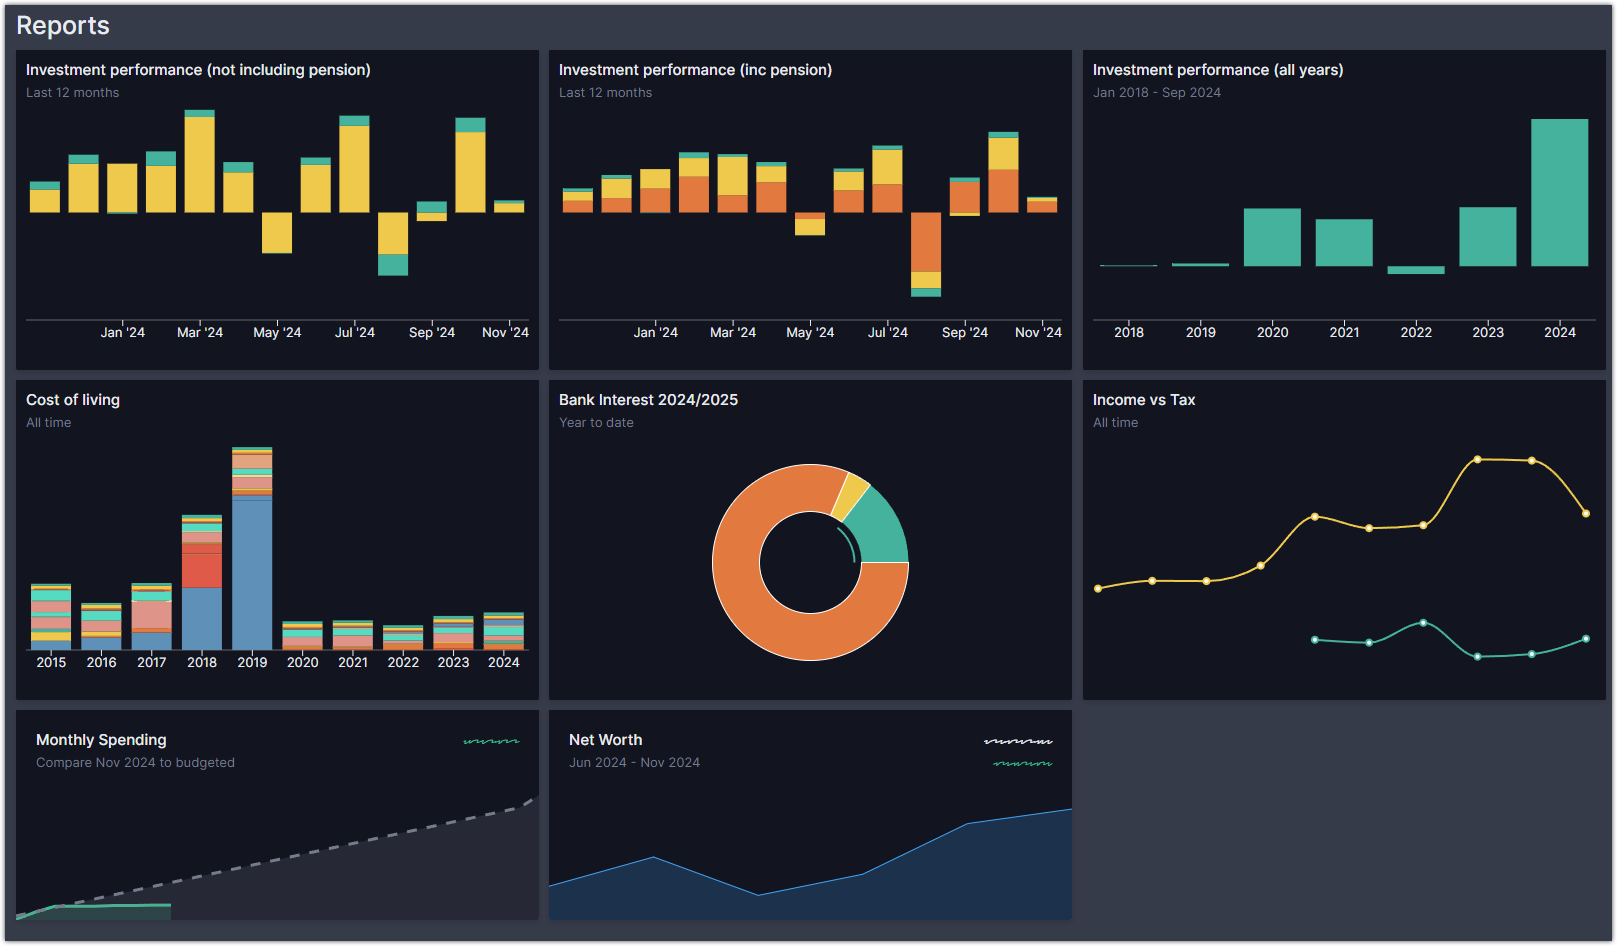 Reports
Investment performance (not including pension)
Last 12 months
Jan '24 Mar '24 May '24 Jul '24 Sep '24 Nov '24
Investment performance (inc pension)
Last 12 months
Jan '24 Mar '24 May '24 Jul '24 Sep '24 Nov '24
Investment performance (all years)
Jan 2018 - Sep 2024
2018 2019 2020 2021 2022 2023 2024
Cost of living
All time
2015 2016 2017 2018 2019 2020 2021 2022 2023 2024
Bank Interest 2024/2025
Year to date
Income vs Tax
All time
Monthly Spending
Compare Nov 2024 to budgeted
Net Worth
Jun 2024 - Nov 2024